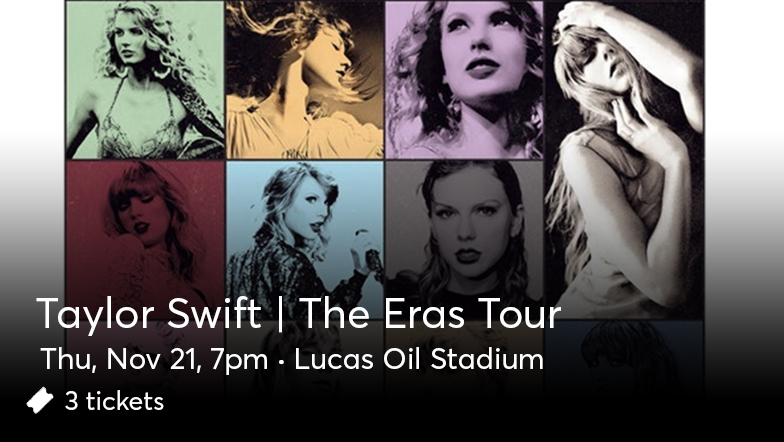 Taylor Swift | The Eras Tour
Thu, Nov 21, 7pm · Lucas Oil Stadium
3 tickets